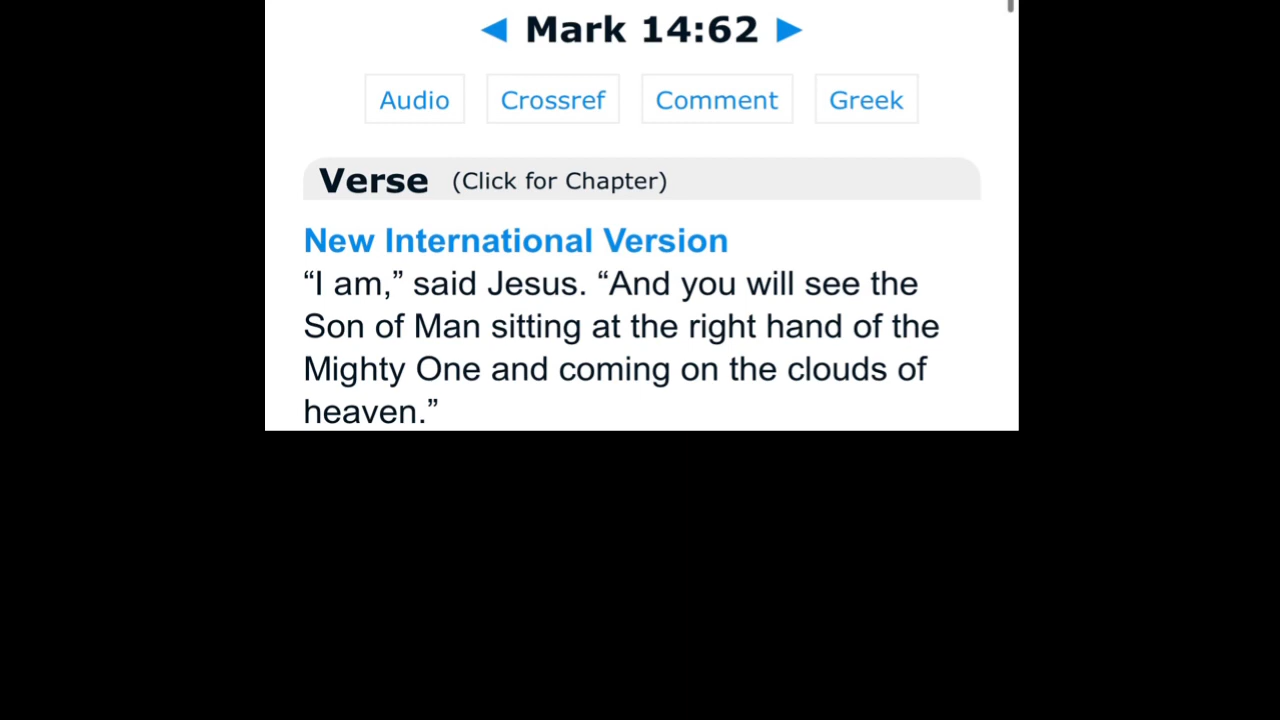 ◄ Mark 14:62 ►
Audio Crossref Comment Greek
Verse (Click for Chapter)
New International Version
“I am,” said Jesus. “And you will see the
Son of Man sitting at the right hand of the
Mighty One and coming on the clouds of
heaven.”